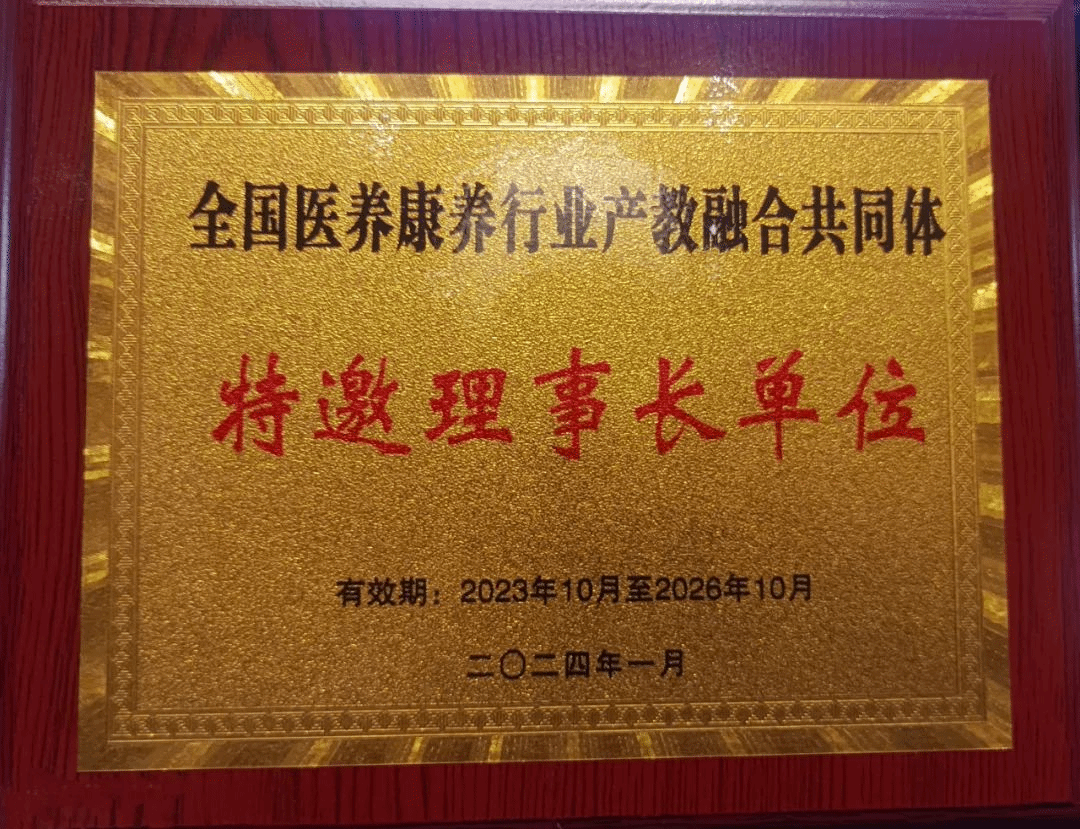 全国医养康养行业产教融合共同体
特邀理事长单位
有效期：2023年10月至2026年10月
二〇二四年一月